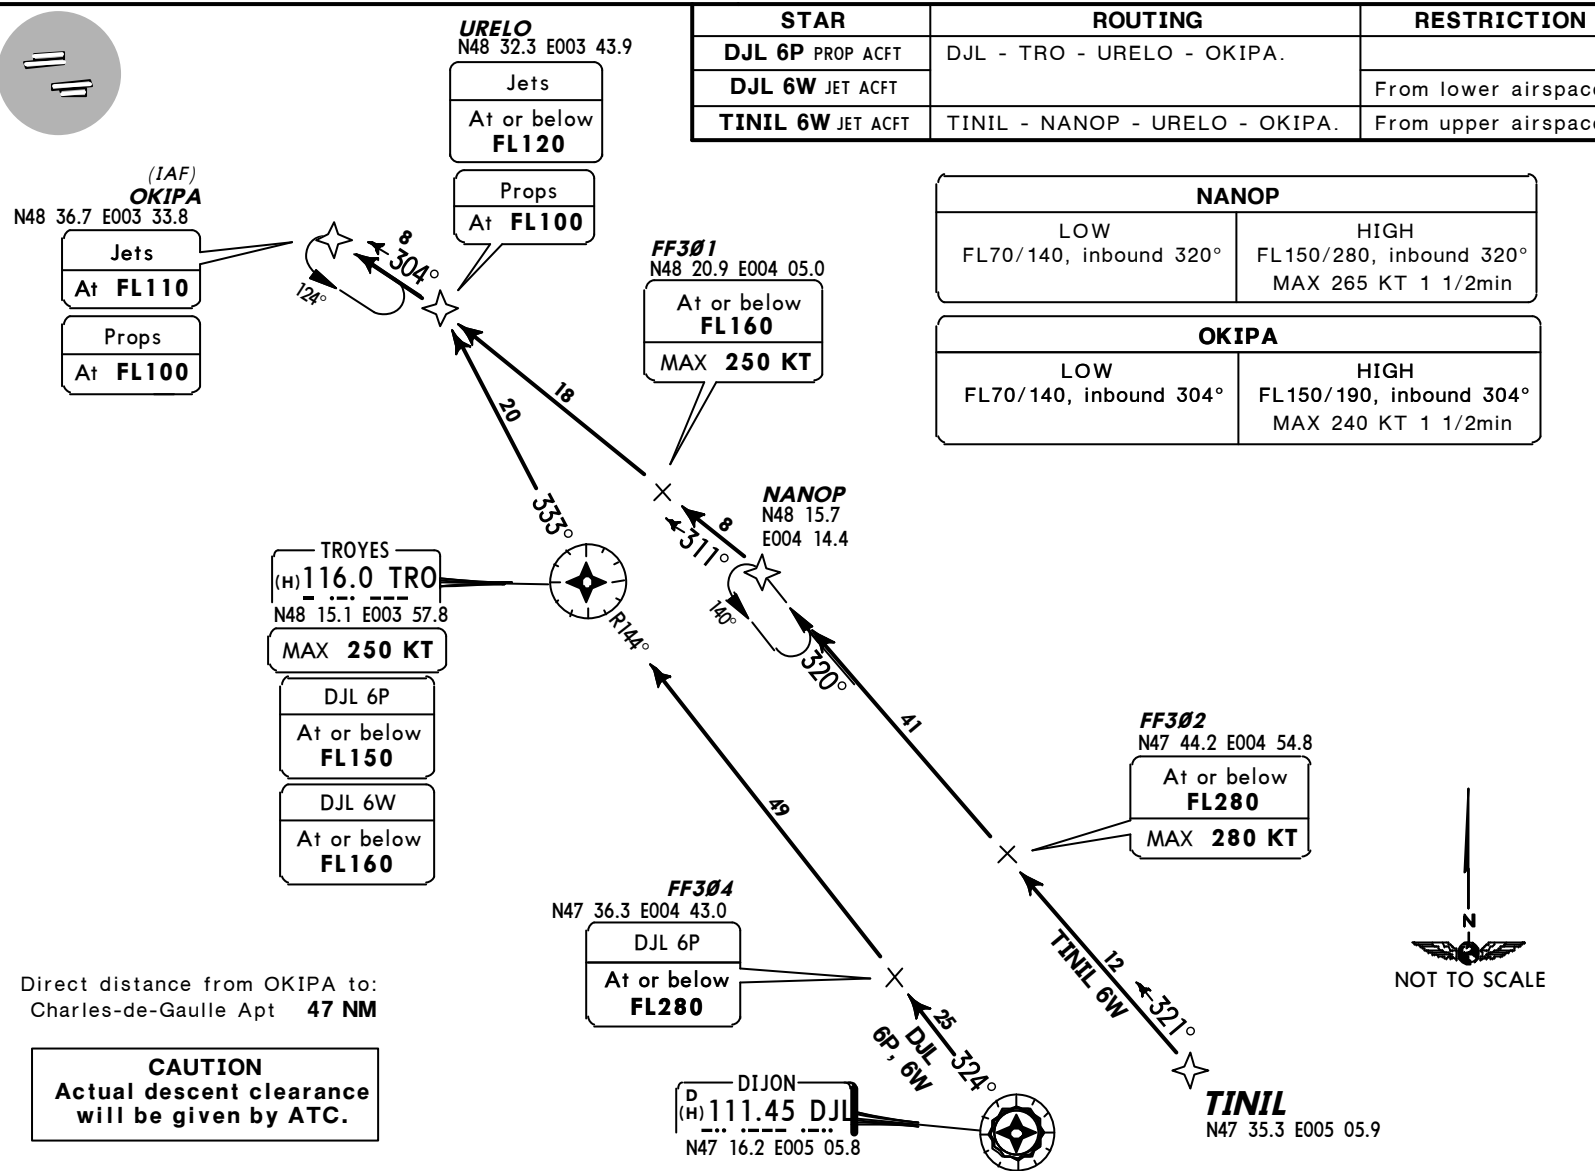 STAR ROUTING RESTRICTION
DJL 6P PROP ACFT DJL - TRO - URELO - OKIPA.
DJL 6W JET ACFT From lower airspace
TINIL 6W JET ACFT TINIL - NANOP - URELO - OKIPA. From upper airspace
URELO
N48 32.3 E003 43.9
Jets
At or below
FL120
Props
At FL100
(IAF)
OKIPA
N48 36.7 E003 33.8
Jets
At FL110
Props
At FL100
8
304°
124°
FF3Ø1
N48 20.9 E004 05.0
At or below
FL160
MAX 250 KT
NANOP
LOW
FL70/140, inbound 320°
HIGH
FL150/280, inbound 320°
MAX 265 KT 1 1/2min
OKIPA
LOW
FL70/140, inbound 304°
HIGH
FL150/190, inbound 304°
MAX 240 KT 1 1/2min
18
20
333°
NANOP
N48 15.7
E004 14.4
8
311°
140°
320°
TROYES
(H) 116.0 TRO
N48 15.1 E003 57.8
MAX 250 KT
DJL 6P
At or below
FL150
DJL 6W
At or below
FL160
R144°
41
49
FF3Ø2
N47 44.2 E004 54.8
At or below
FL280
MAX 280 KT
FF3Ø4
N47 36.3 E004 43.0
DJL 6P
At or below
FL280
12
TINIL 6W
321°
25
DJL
6P, 6W
324°
N
NOT TO SCALE
Direct distance from OKIPA to:
Charles-de-Gaulle Apt 47 NM
CAUTION
Actual descent clearance
will be given by ATC.
DIJON
D
(H) 111.45 DJL
N47 16.2 E005 05.8
TINIL
N47 35.3 E005 05.9